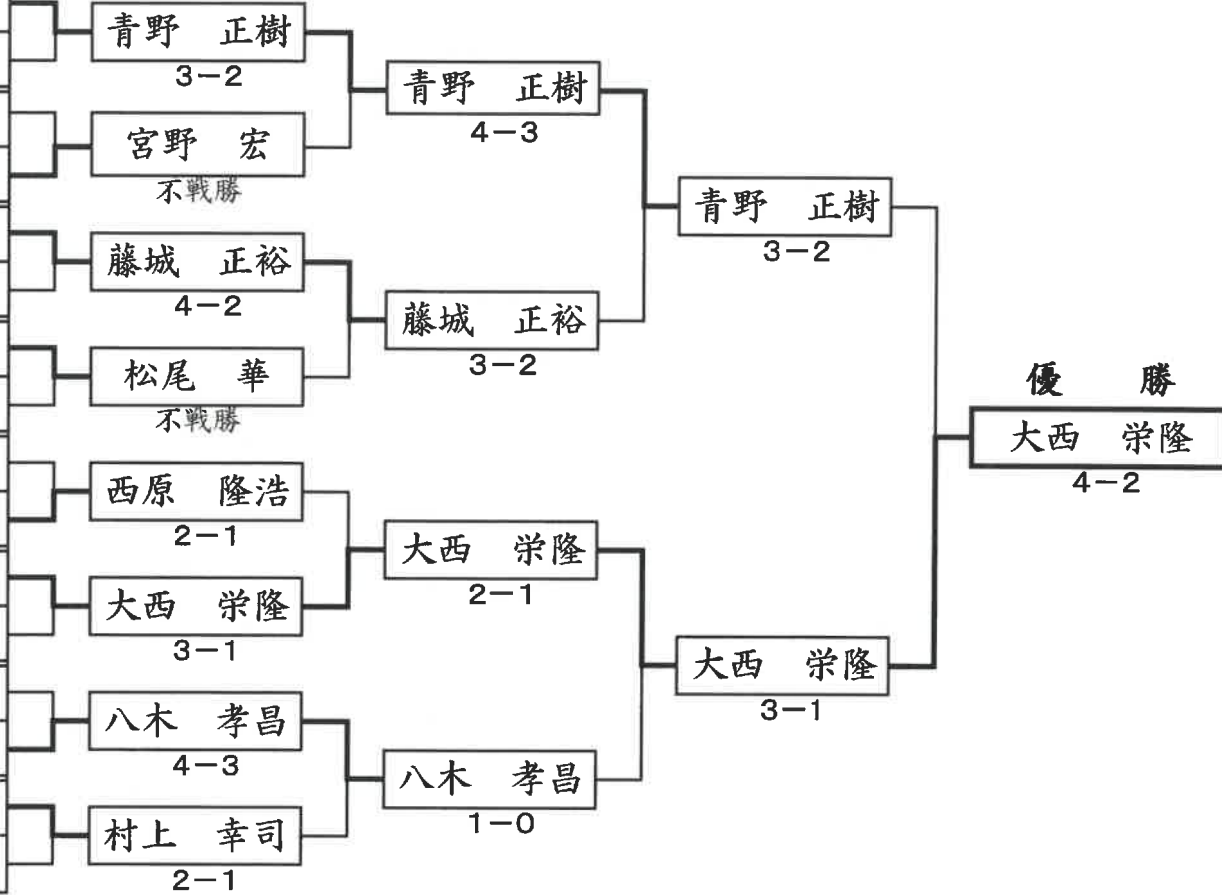 青野　正樹
3－2
宮野　宏
不戦勝
藤城　正裕
4－2
松尾　華
不戦勝
西原　隆浩
2－1
大西　栄隆
3－1
八木　孝昌
4－3
村上　幸司
2－1
青野　正樹
4－3
藤城　正裕
3－2
大西　栄隆
2－1
八木　孝昌
1－0
青野　正樹
3－2
大西　栄隆
3－1
優　勝
大西　栄隆
4－2